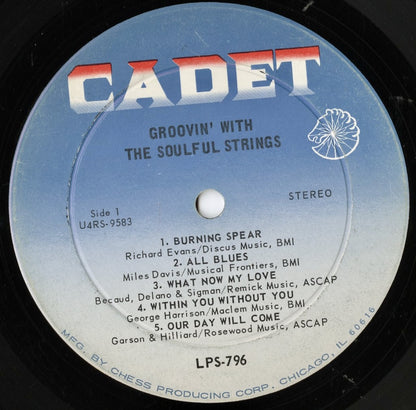 CADET
GROOVIN' WITH
THE SOULFUL STRINGS
Side 1
U4RS-9583
STEREO
1. BURNING SPEAR
Richard Evans/Discus Music, BMI
2. ALL BLUES
Miles Davis/Musical Frontiers, BMI
3. WHAT NOW MY LOVE
Becaud, Delano & Sigman/Remick Music, ASCAP
4. WITHIN YOU WITHOUT YOU
George Harrison/Maclem Music, BMI
5. OUR DAY WILL COME
Garson & Hilliard/Rosewood Music, ASCAP
LPS-796
MFG. BY CHESS PRODUCING CORP., CHICAGO, IL 60616